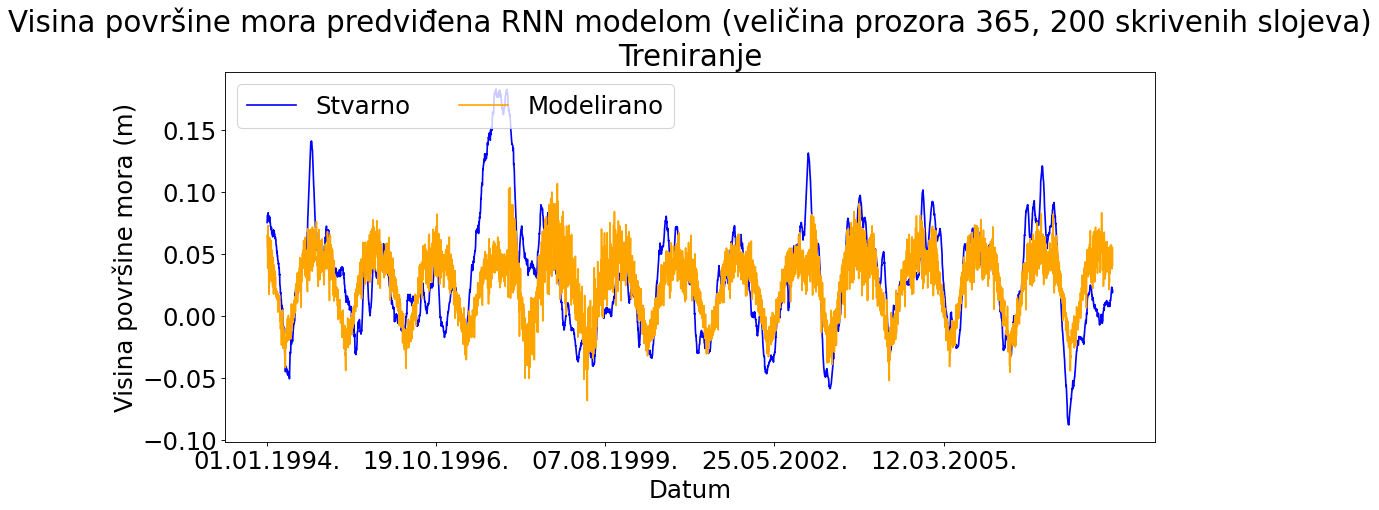 Visina površine mora predviđena RNN modelom (veličina prozora 365, 200 skrivenih slojeva)
Treniranje
Stvarno
Modelirano
Visina površine mora (m)
0.15
0.10
0.05
0.00
−0.05
−0.10
01.01.1994.
19.10.1996.
07.08.1999.
25.05.2002.
12.03.2005.
Datum